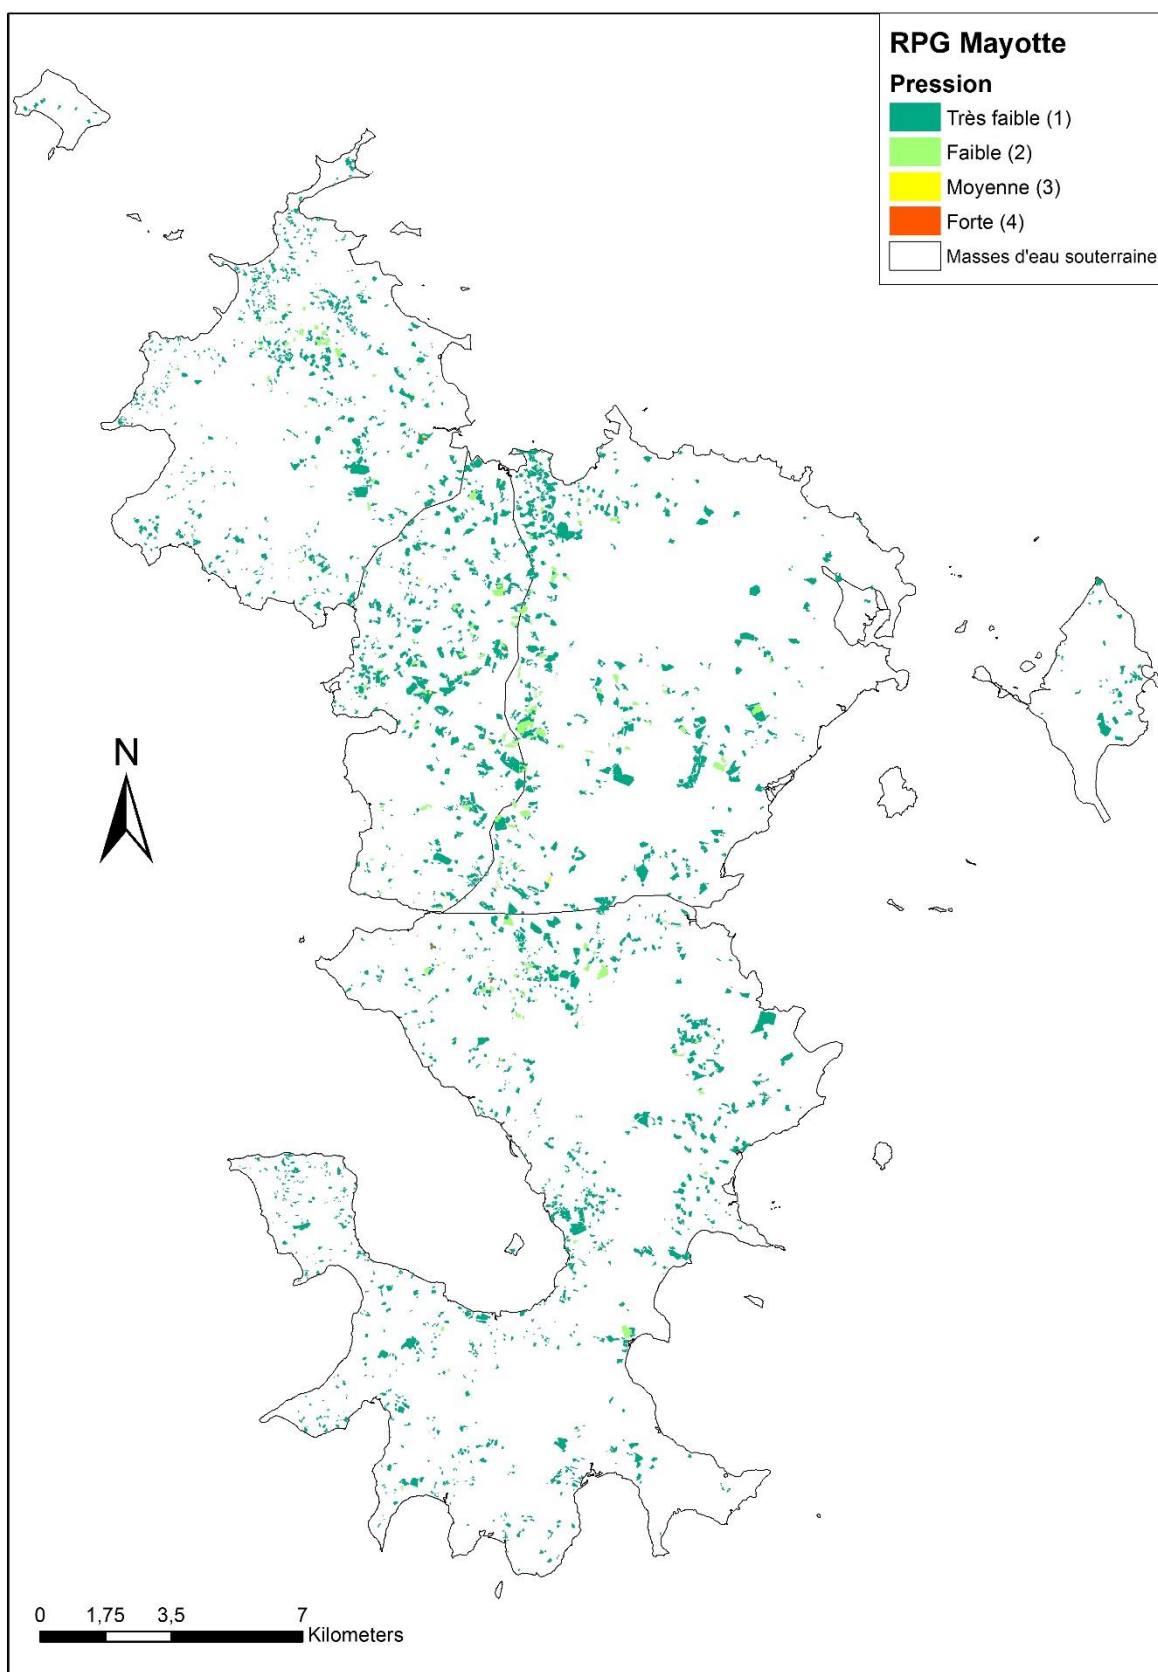 RPG Mayotte
Pression
Très faible (1)
Faible (2)
Moyenne (3)
Forte (4)
Masses d'eau souterraine
N
0 1,75 3,5 7
Kilometers